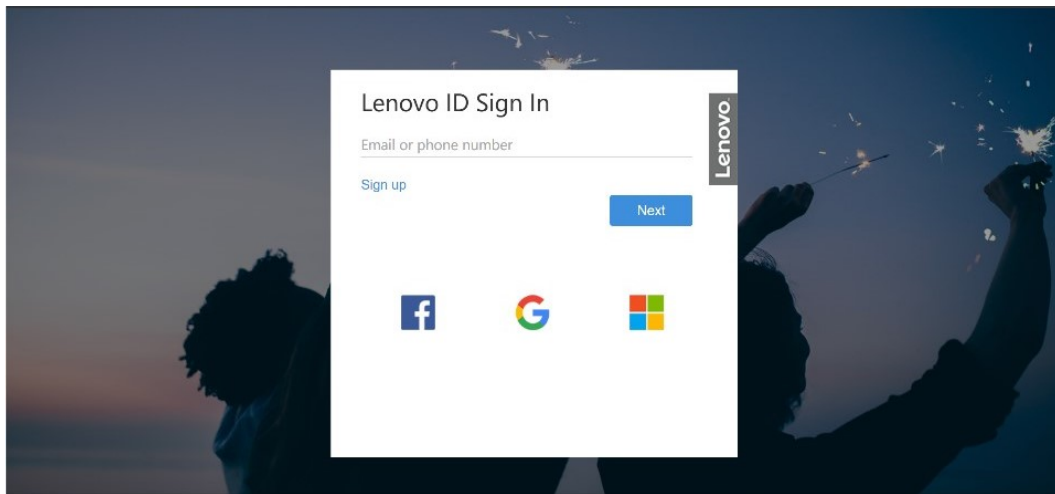 Lenovo ID Sign In
Lenovo
Email or phone number
Sign up
Next